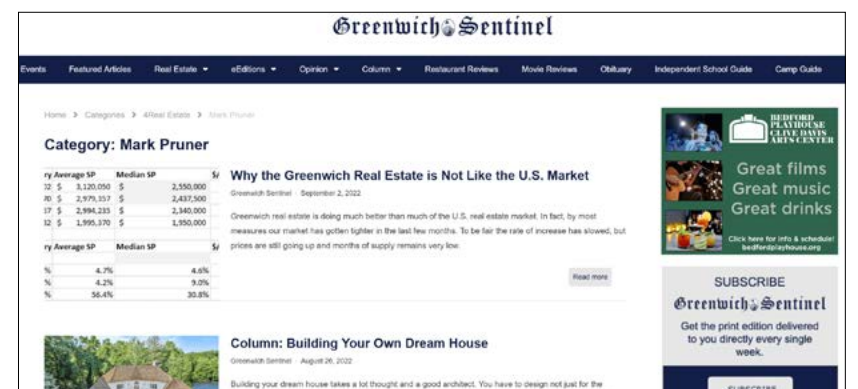 Greenwich Sentinel
Events Featured Articles Real Estate eEditions Opinion Column Restaurant Reviews Movie Reviews Obituary Independent School Guide Camp Guide
Home > Categories > 4Real Estate > Mark Pruner
Category: Mark Pruner
ry Average SP Median SP $/
$ 3,120,050 $ 2,550,000
$ 2,979,357 $ 2,437,500
$ 2,994,235 $ 2,340,000
$ 1,995,370 $ 1,950,000
ry Average SP Median SP $/
% 4.7% 4.6%
% 4.2% 9.0%
% 56.4% 30.8%
Why the Greenwich Real Estate is Not Like the U.S. Market
Greenwich Sentinel September 2, 2022
Greenwich real estate is doing much better than much of the U.S. real estate market. In fact, by most
measures our market has gotten tighter in the last few months. To be fair the rate of increase has slowed, but
prices are still going up and months of supply remains very low.
Read more
Column: Building Your Own Dream House
Greenwich Sentinel August 26, 2022
Building your dream house takes a lot thought and a good architect. You have to design not just for the
BEDFORD
PLAYHOUSE
CLIVE DAVIS
ARTS CENTER
Great films
Great music
Great drinks
Click here for info & schedule!
bedfordplayhouse.org
SUBSCRIBE
Greenwich Sentinel
Get the print edition delivered
to you directly every single
week.
SUBSCRIBE